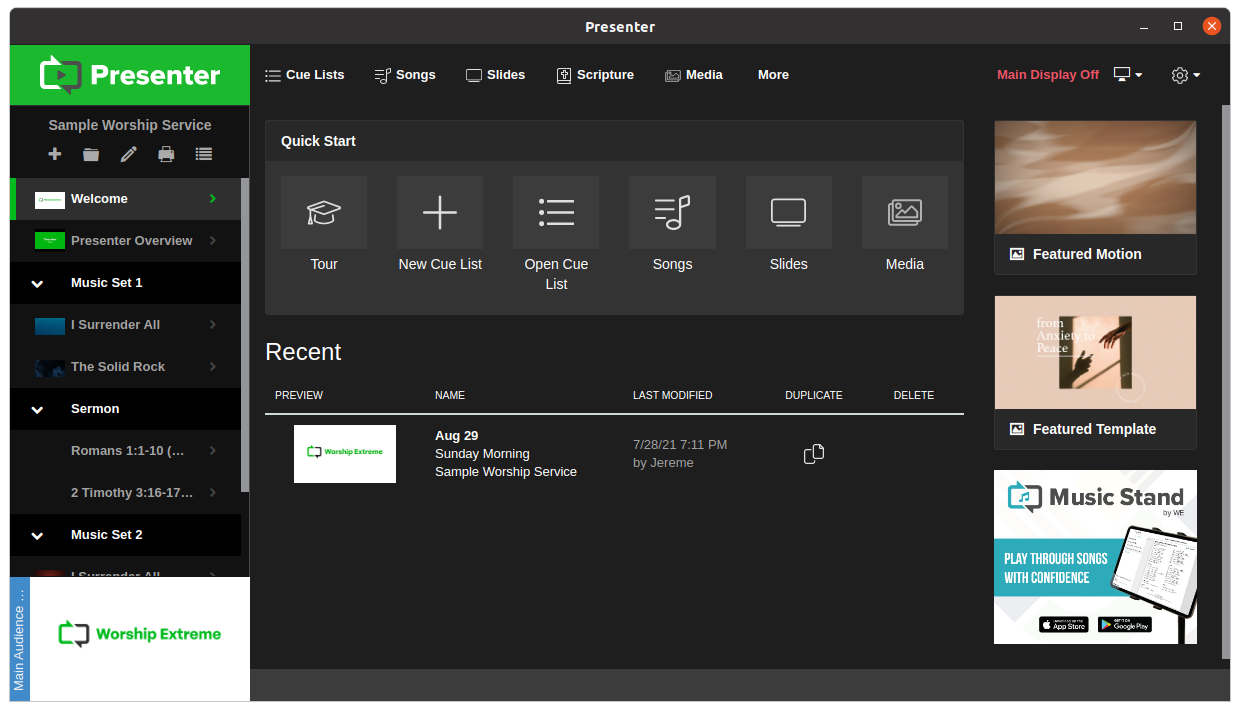 Presenter
Presenter
Cue Lists
Songs
Slides
Scripture
Media
More
Main Display Off
Sample Worship Service
Welcome
Presenter Overview
Music Set 1
I Surrender All
The Solid Rock
Sermon
Romans 1:1-10 (…
2 Timothy 3:16-17…
Music Set 2
I Surrender All
Main Audience …
Worship Extreme
Quick Start
Tour
New Cue List
Open Cue
List
Songs
Slides
Media
Recent
PREVIEW
NAME
LAST MODIFIED
DUPLICATE
DELETE
Worship Extreme
Aug 29
Sunday Morning
Sample Worship Service
7/28/21 7:11 PM
by Jereme
Featured Motion
from
Anxiety to
Peace
Featured Template
Music Stand
by WE
PLAY THROUGH SONGS
WITH CONFIDENCE
App Store
Google Play